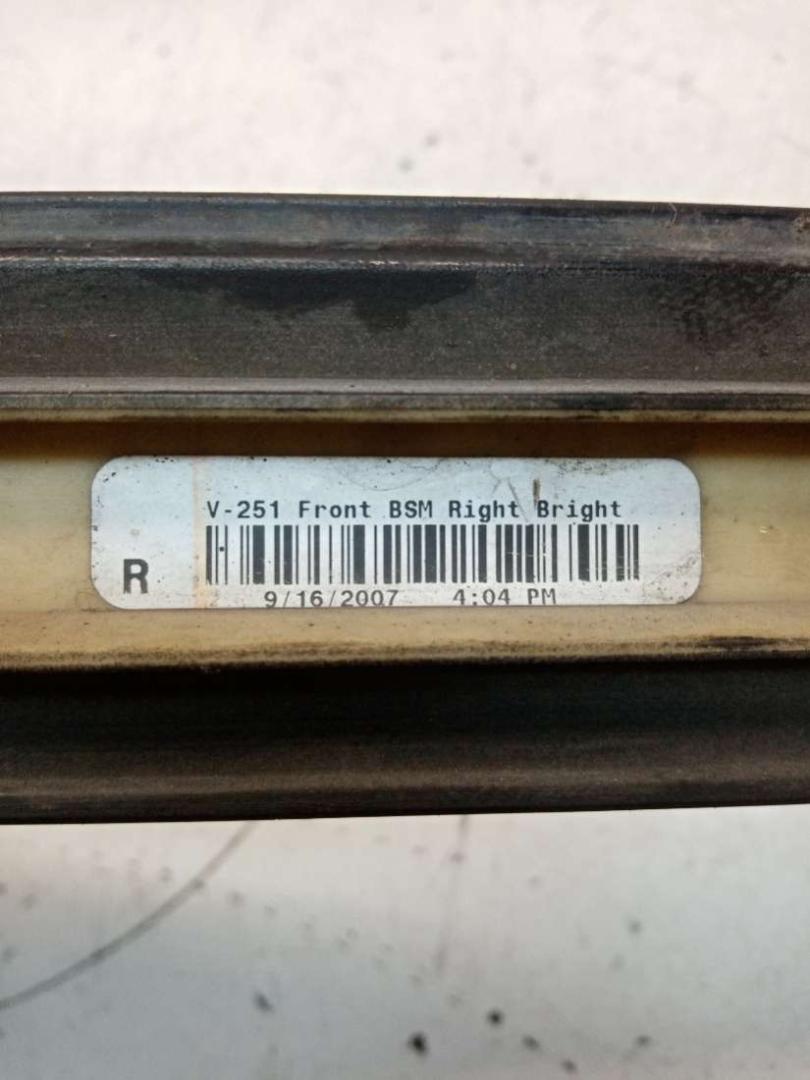 V-251 Front BSM Right Bright
R
9/16/2007 4:04 PM